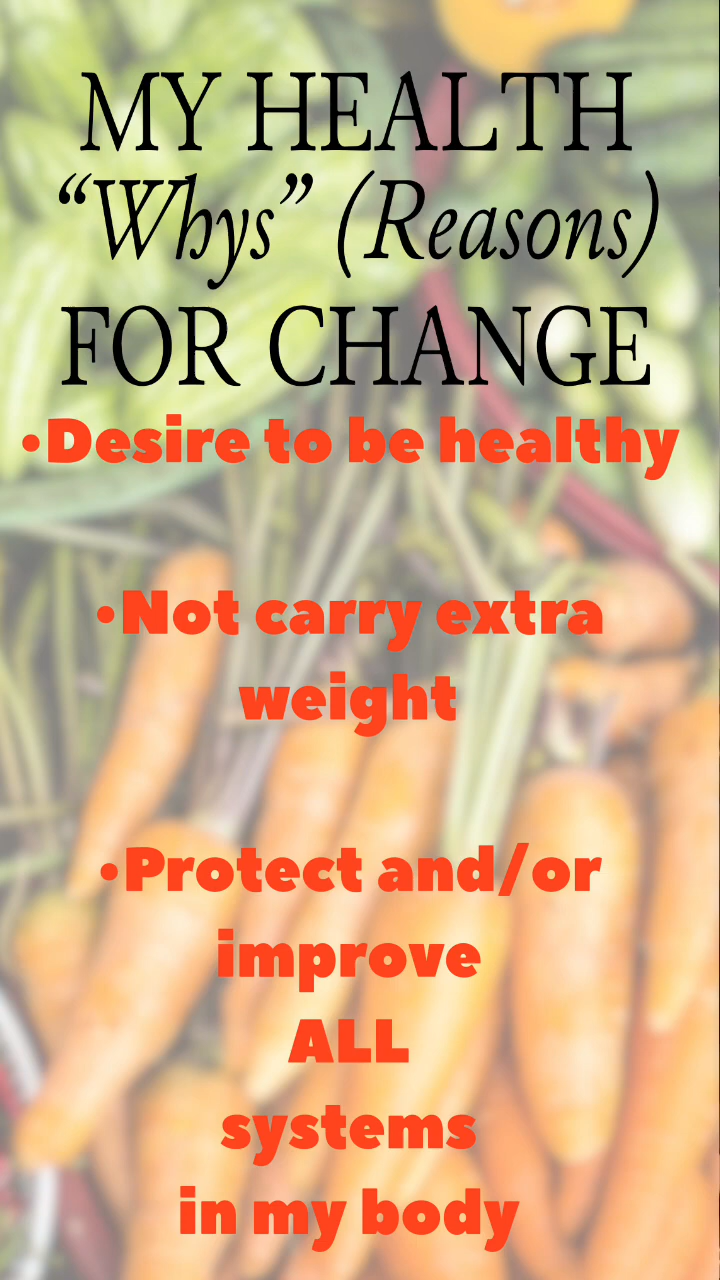 MY HEALTH
“Whys” (Reasons)
FOR CHANGE
•Desire to be healthy
•Not carry extra
weight
•Protect and/or
improve
ALL
systems
in my body